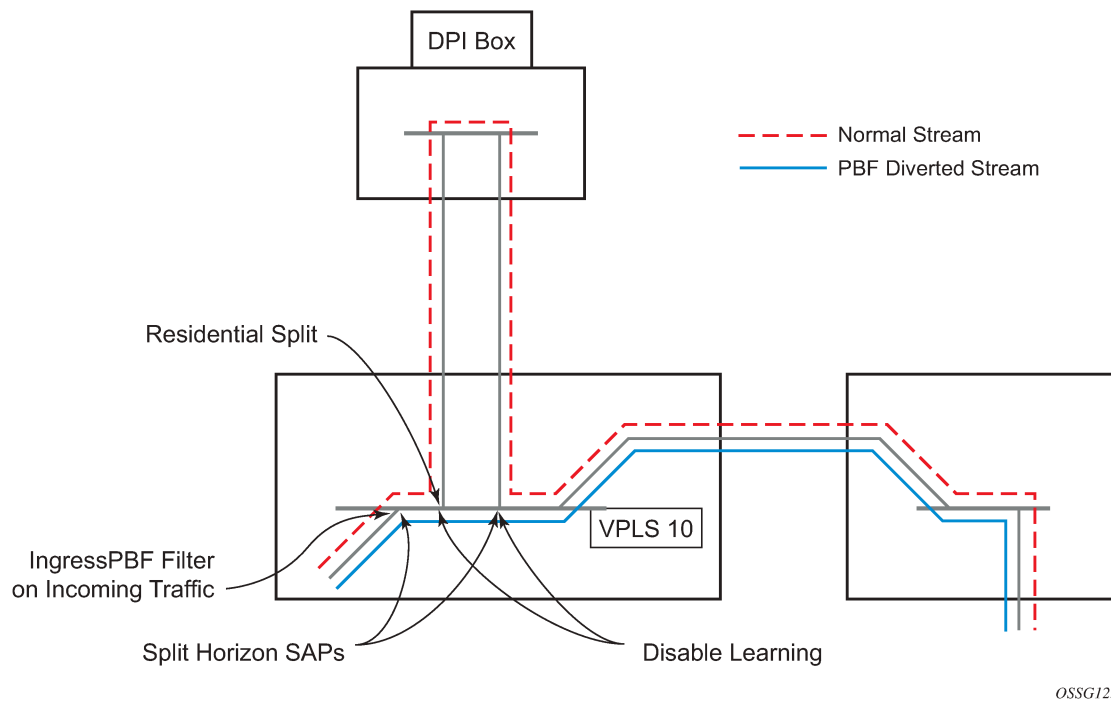 DPI Box
Normal Stream
PBF Diverted Stream
Residential Split
VPLS 10
IngressPBF Filter
on Incoming Traffic
Split Horizon SAPs
Disable Learning
OSSG12